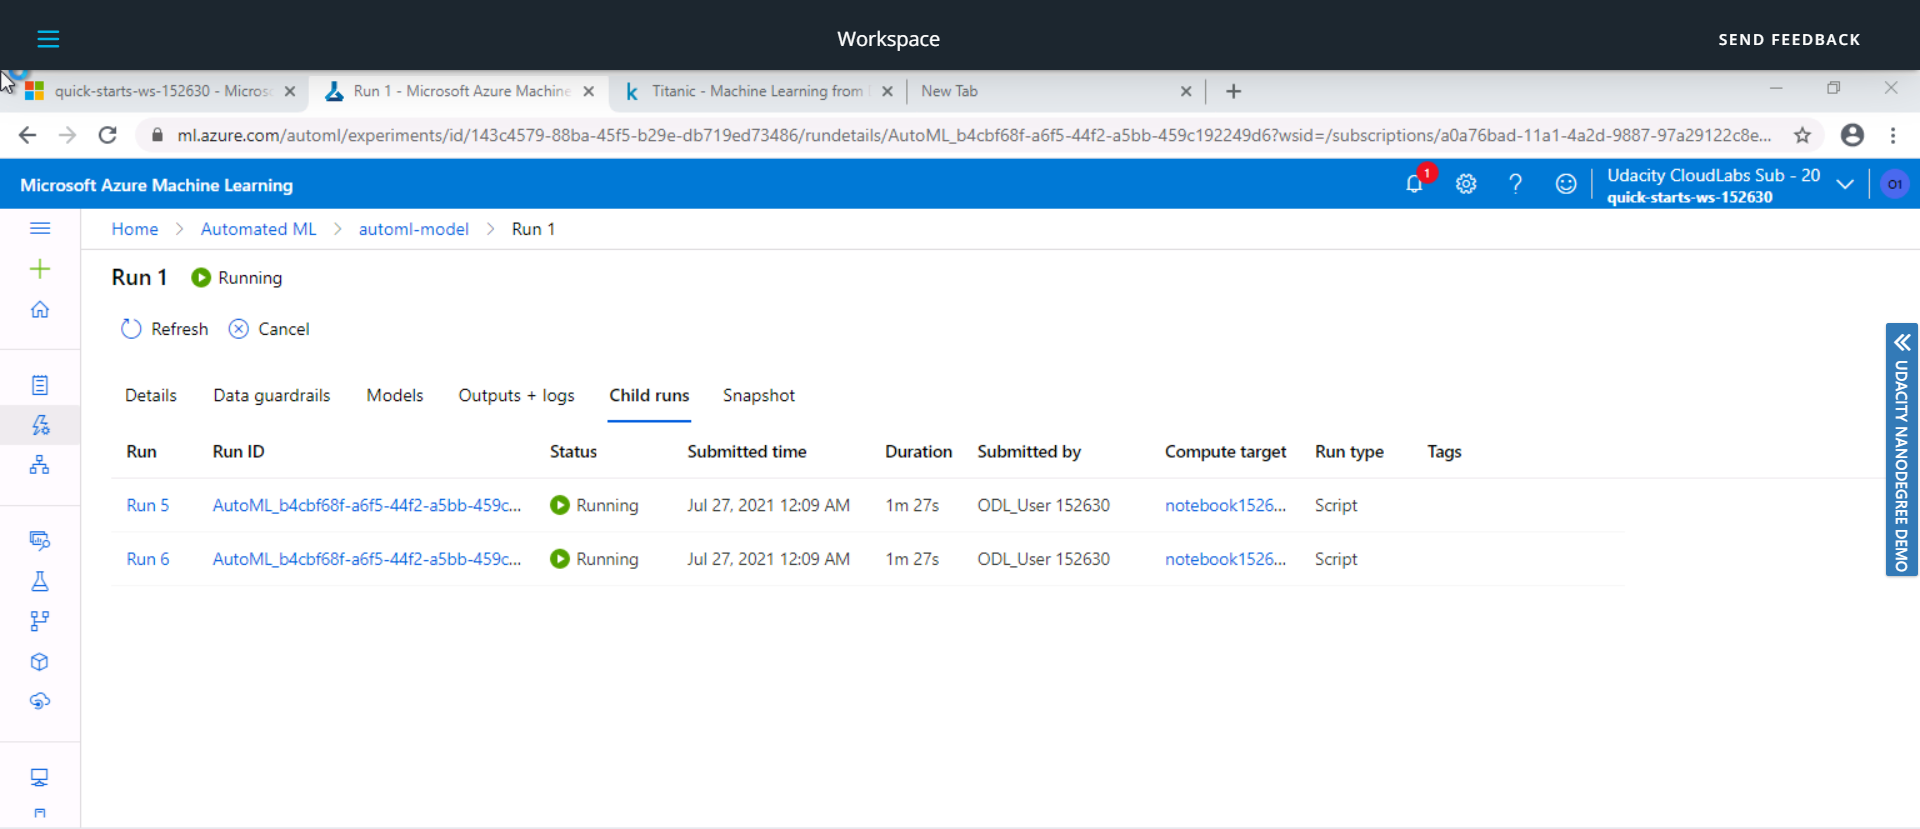 Workspace
SEND FEEDBACK
quick-starts-ws-152630 - Micros
Run 1 - Microsoft Azure Machine
Titanic - Machine Learning from
New Tab
ml.azure.com/automl/experiments/id/143c4579-88ba-45f5-b29e-db719ed73486/rundetails/AutoML_b4cbf68f-a6f5-44f2-a5bb-459c192249d6?wsid=/subscriptions/a0a76bad-11a1-4a2d-9887-97a29122c8e...
Microsoft Azure Machine Learning
1
Udacity CloudLabs Sub - 20
quick-starts-ws-152630
O1
Home > Automated ML > automl-model > Run 1
Run 1 Running
Refresh Cancel
Details Data guardrails Models Outputs + logs Child runs Snapshot
Run Run ID Status Submitted time Duration Submitted by Compute target Run type Tags
Run 5 AutoML_b4cbf68f-a6f5-44f2-a5bb-459c... Running Jul 27, 2021 12:09 AM 1m 27s ODL_User 152630 notebook1526... Script
Run 6 AutoML_b4cbf68f-a6f5-44f2-a5bb-459c... Running Jul 27, 2021 12:09 AM 1m 27s ODL_User 152630 notebook1526... Script
UDACITY NANODEGREE DEMO